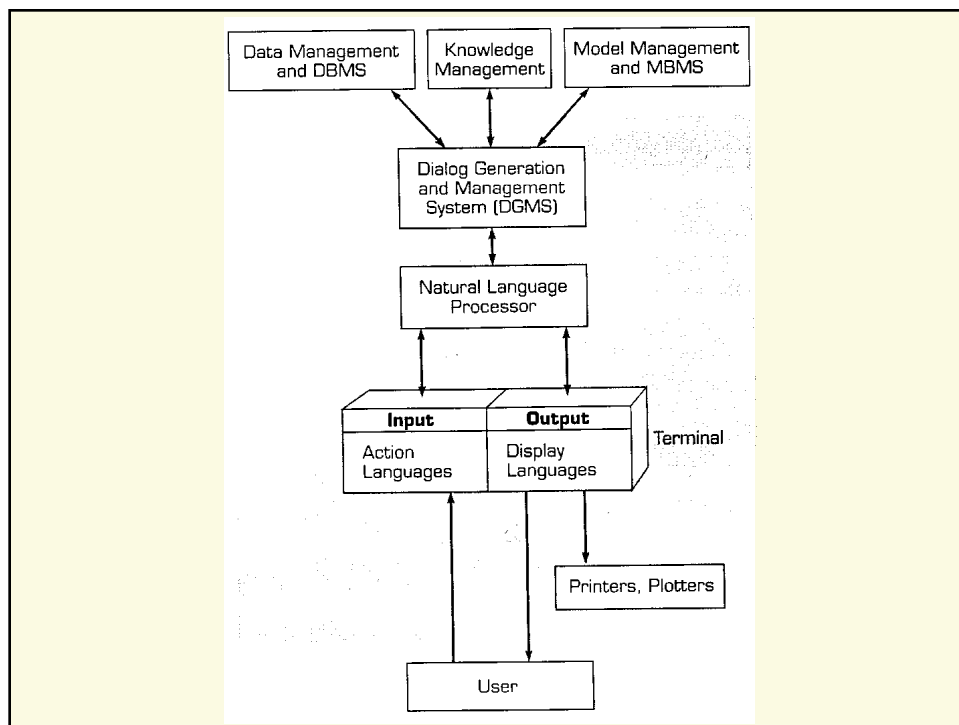 Data Management
and DBMS
Knowledge
Management
Model Management
and MBMS
Dialog Generation
and Management
System (DGMS)
Natural Language
Processor
Input
Output
Action
Languages
Display
Languages
Terminal
Printers, Plotters
User